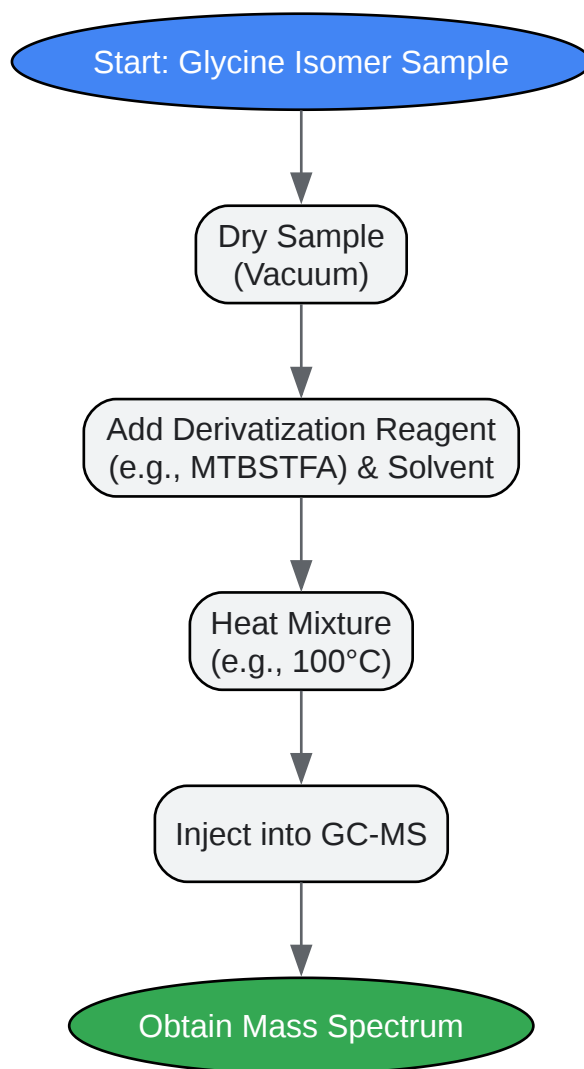 Start: Glycine Isomer Sample
Dry Sample
(Vacuum)
Add Derivatization Reagent
(e.g., MTBSTFA) & Solvent
Heat Mixture
(e.g., 100°C)
Inject into GC-MS
Obtain Mass Spectrum